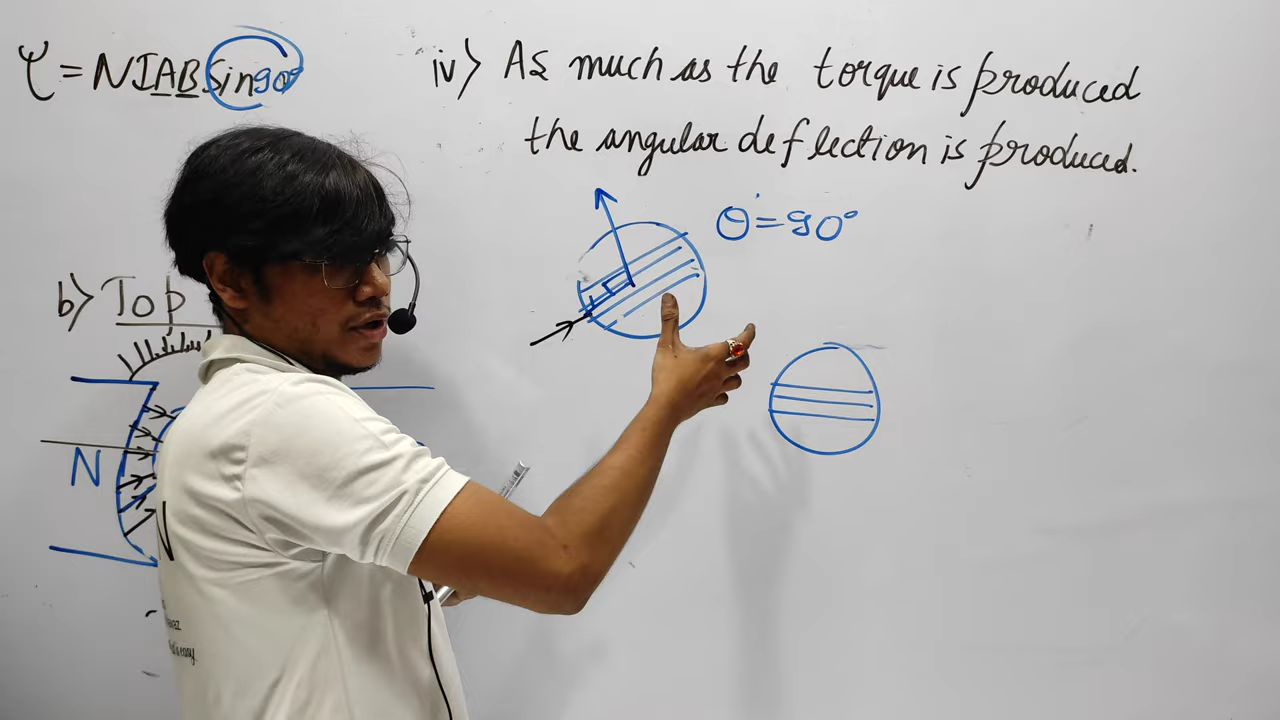 τ = NIABSin90°
iv) As much as the torque is produced
the angular deflection is produced.
θ = 90°
b) Top
N